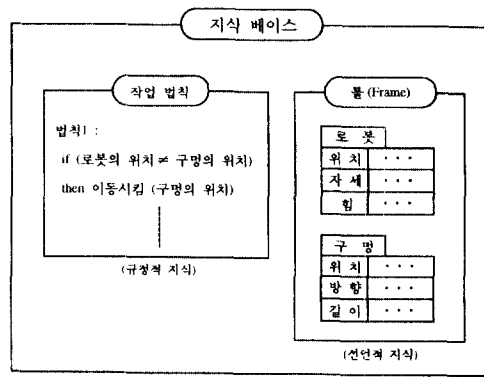 지식 베이스
작업 법칙
법칙1 :
if (로봇의 위치 ≠ 구멍의 위치)
then 이동시킴 (구멍의 위치)
(규정적 지식)
틀 (Frame)
로 봇
위 치 · · ·
자 세 · · ·
힘 · · ·
구 멍
위 치 · · ·
방 향 · · ·
길 이 · · ·
(선언적 지식)